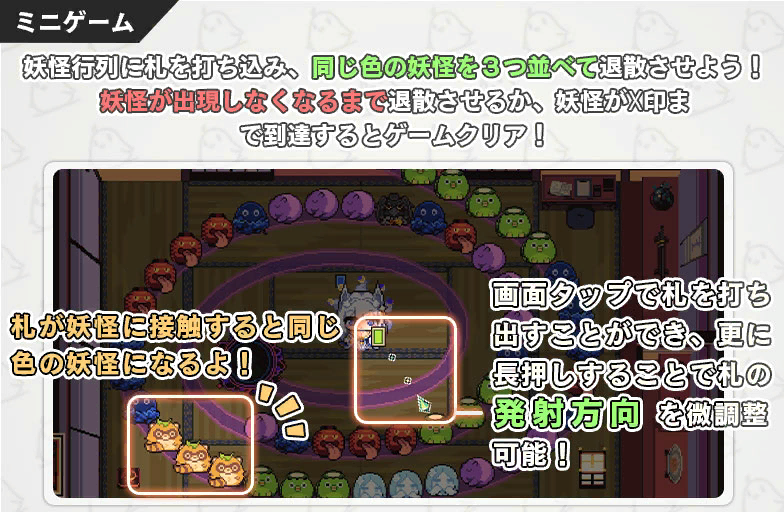 ミニゲーム
妖怪行列に札を打ち込み、同じ色の妖怪を３つ並べて退散させよう！
妖怪が出現しなくなるまで退散させるか、妖怪がX印ま
で到達するとゲームクリア！
札が妖怪に接触すると同じ
色の妖怪になるよ！
画面タップで札を打ち
出すことができ、更に
長押しすることで札の
発射方向 を微調整
可能！